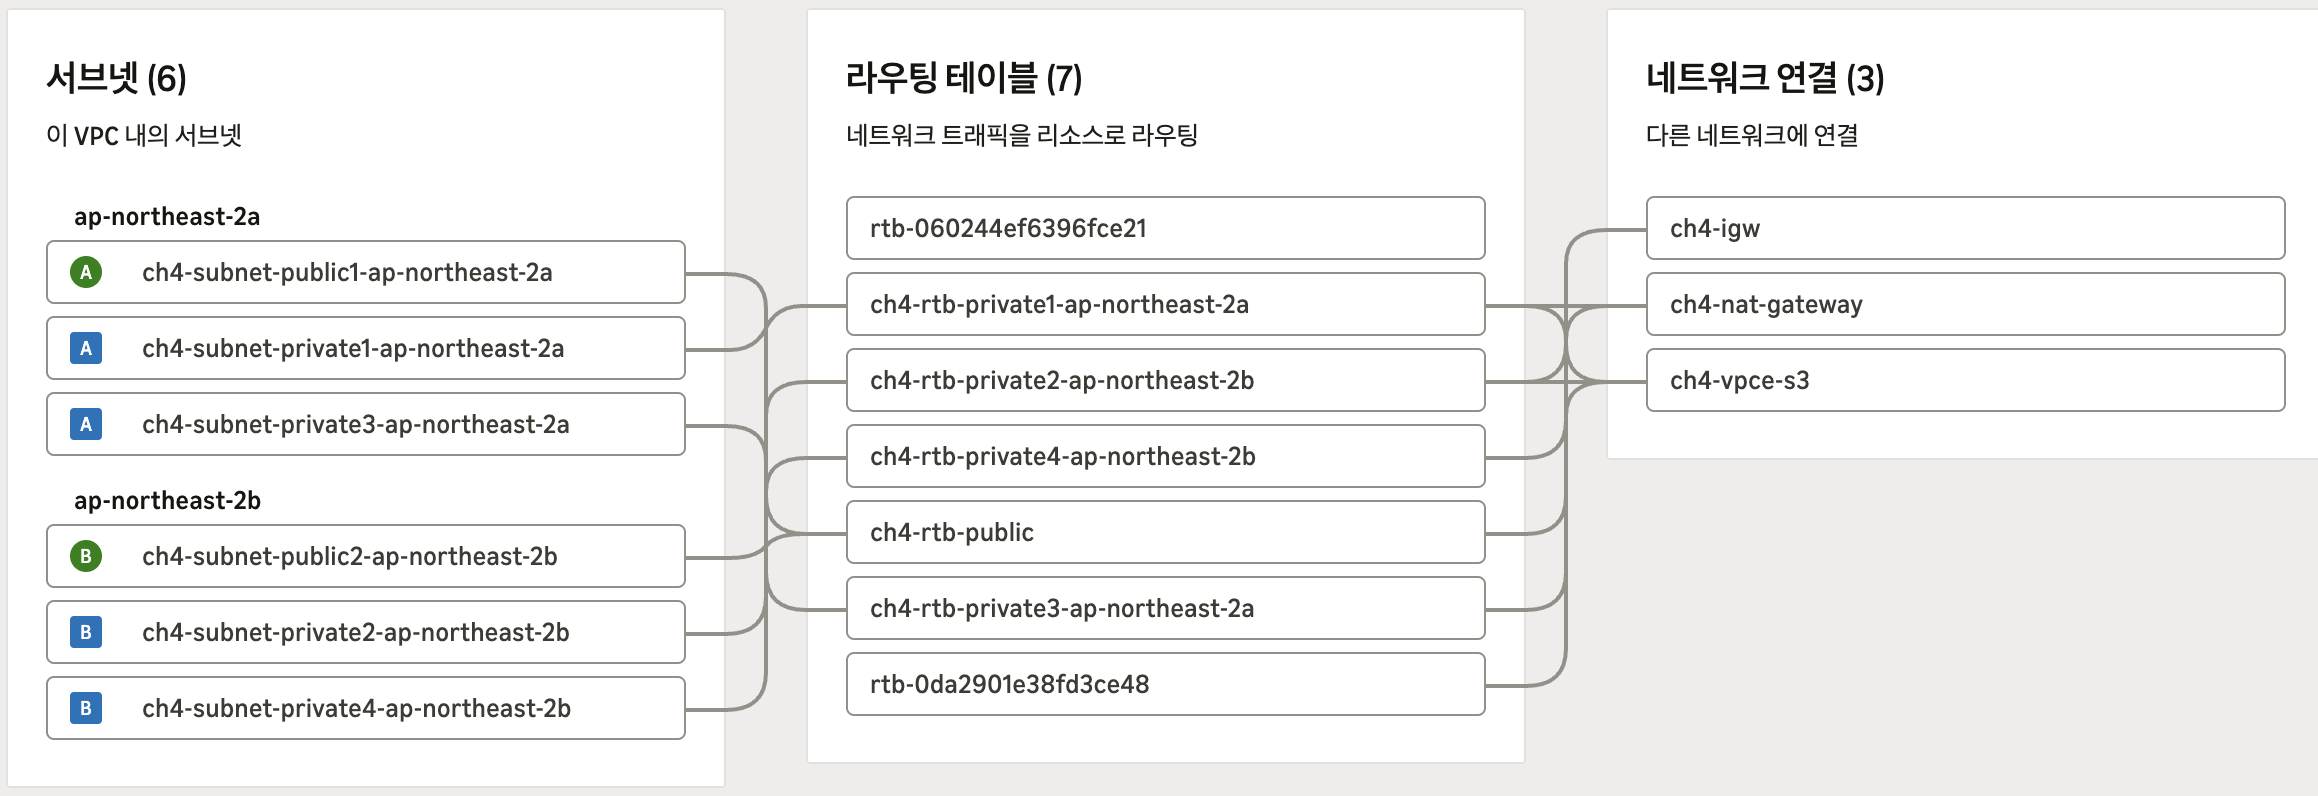 서브넷 (6)
이 VPC 내의 서브넷
ap-northeast-2a
A ch4-subnet-public1-ap-northeast-2a
A ch4-subnet-private1-ap-northeast-2a
A ch4-subnet-private3-ap-northeast-2a
ap-northeast-2b
B ch4-subnet-public2-ap-northeast-2b
B ch4-subnet-private2-ap-northeast-2b
B ch4-subnet-private4-ap-northeast-2b
라우팅 테이블 (7)
네트워크 트래픽을 리소스로 라우팅
rtb-060244ef6396fce21
ch4-rtb-private1-ap-northeast-2a
ch4-rtb-private2-ap-northeast-2b
ch4-rtb-private4-ap-northeast-2b
ch4-rtb-public
ch4-rtb-private3-ap-northeast-2a
rtb-0da2901e38fd3ce48
네트워크 연결 (3)
다른 네트워크에 연결
ch4-igw
ch4-nat-gateway
ch4-vpce-s3